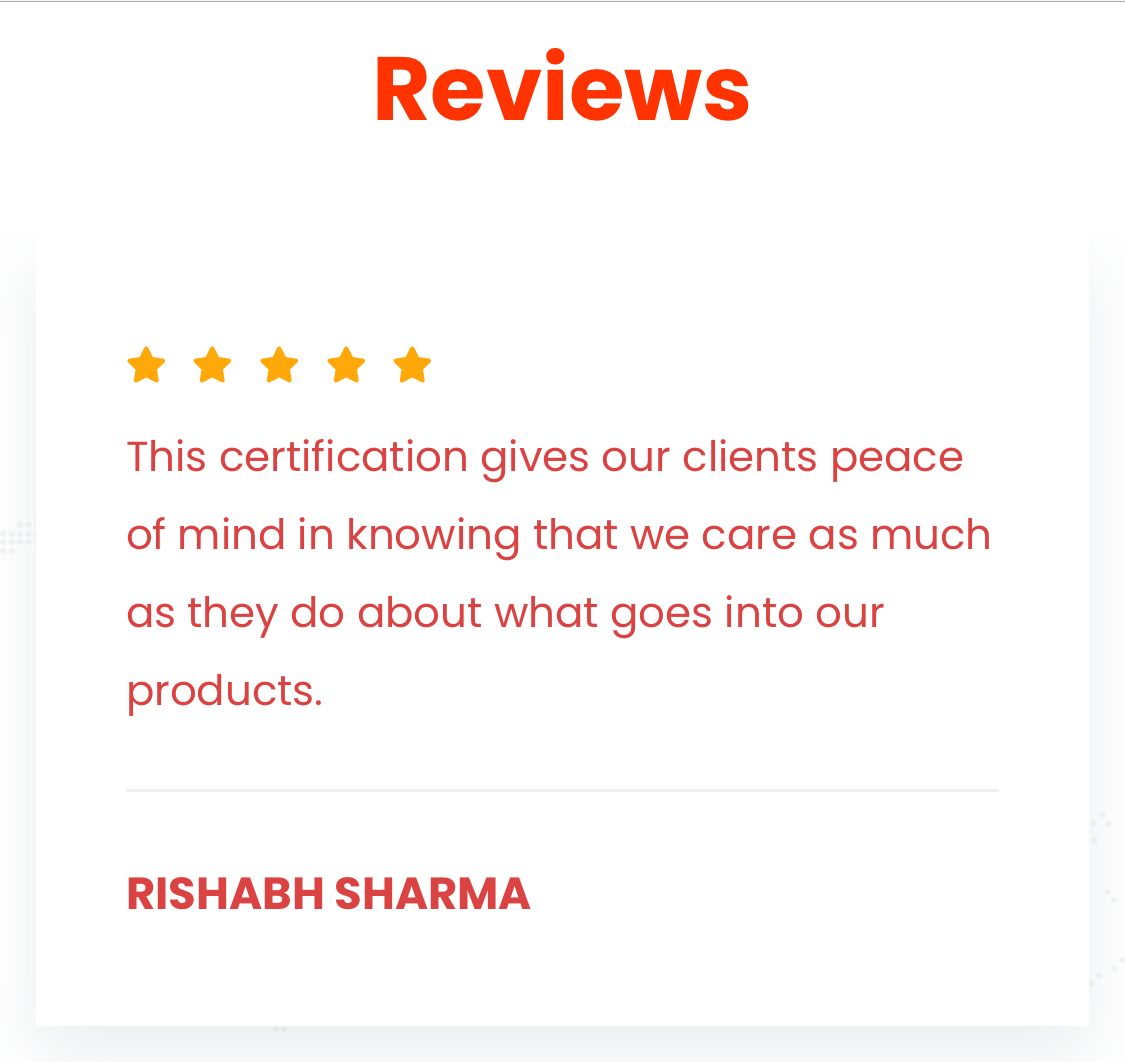 Reviews
This certification gives our clients peace
of mind in knowing that we care as much
as they do about what goes into our
products.
RISHABH SHARMA